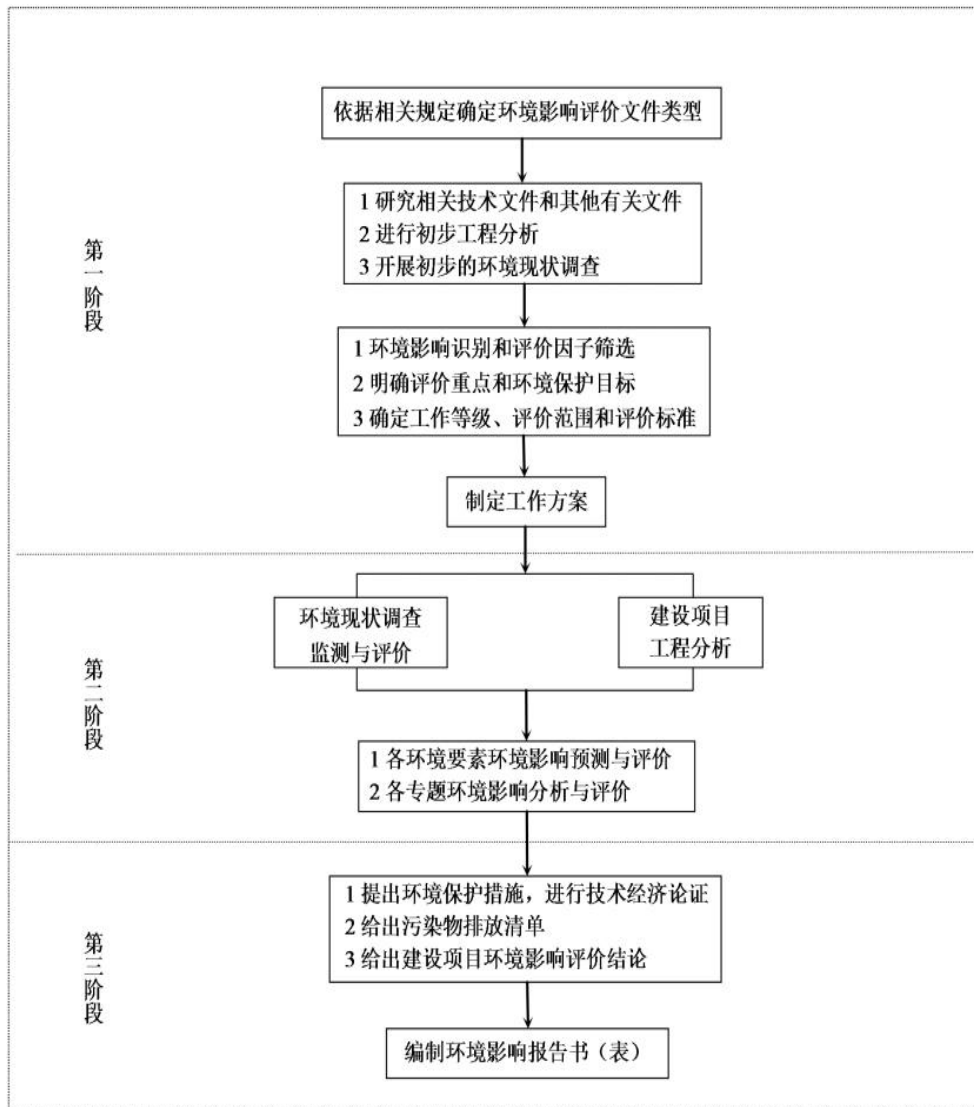 依据相关规定确定环境影响评价文件类型
1 研究相关技术文件和其他有关文件
2 进行初步工程分析
3 开展初步的环境现状调查
第一阶段
1 环境影响识别和评价因子筛选
2 明确评价重点和环境保护目标
3 确定工作等级、评价范围和评价标准
制定工作方案
环境现状调查
监测与评价
建设项目
工程分析
第二阶段
1 各环境要素环境影响预测与评价
2 各专题环境影响分析与评价
1 提出环境保护措施，进行技术经济论证
2 给出污染物排放清单
3 给出建设项目环境影响评价结论
第三阶段
编制环境影响报告书（表）